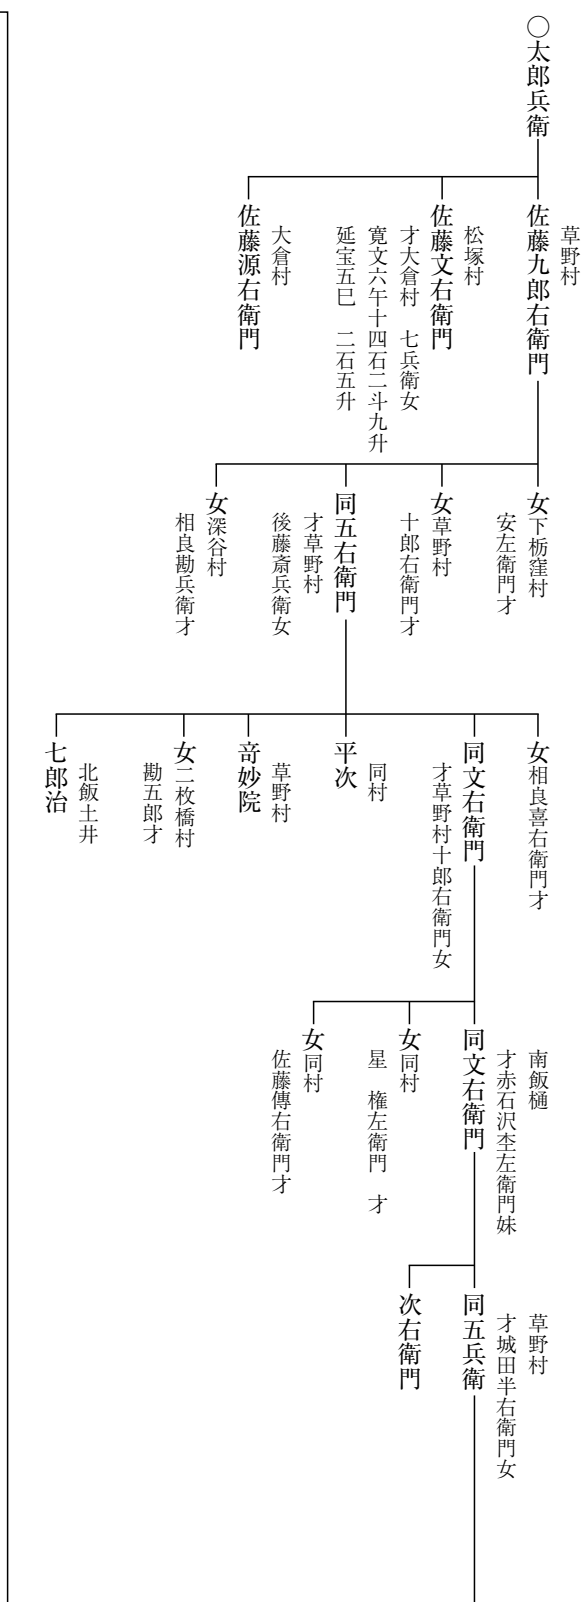 〇太郎兵衛
草野村
佐藤九郎右衛門
松塚村
佐藤文右衛門
才大倉村　七兵衛女
寛文六午十四石二斗九升
延宝五巳　二石五升
大倉村
佐藤源右衛門
女下栃窪村
安左衛門才
女草野村
十郎右衛門才
同五右衛門
才草野村
後藤斎兵衛女
女深谷村
相良勘兵衛才
女相良喜右衛門才
同文右衛門
才草野村十郎右衛門女
同村
平次
草野村
竒妙院
女二枚橋村
勘五郎才
北飯土井
七郎治
南飯樋
才赤石沢杢左衛門妹
同文右衛門
女同村
星　権左衛門　才
女同村
佐藤傳右衛門才
草野村
才城田半右衛門女
同五兵衛
次右衛門